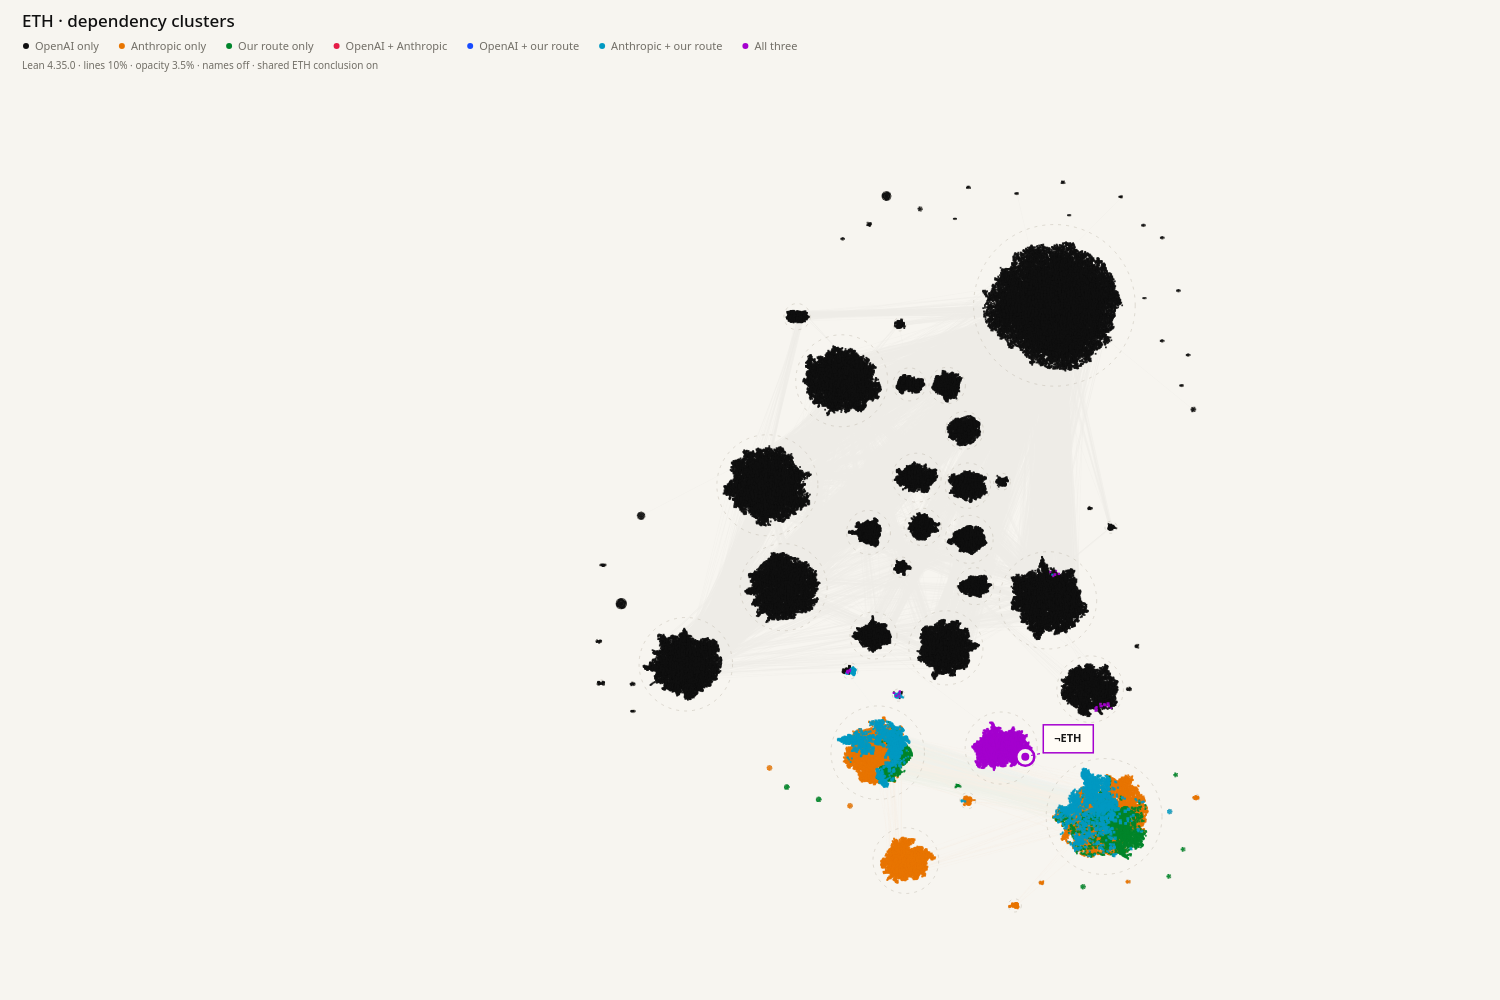 ETH · dependency clusters
OpenAI only Anthropic only Our route only OpenAI + Anthropic OpenAI + our route Anthropic + our route All three
Lean 4.35.0 · lines 10% · opacity 3.5% · names off · shared ETH conclusion on
¬ETH